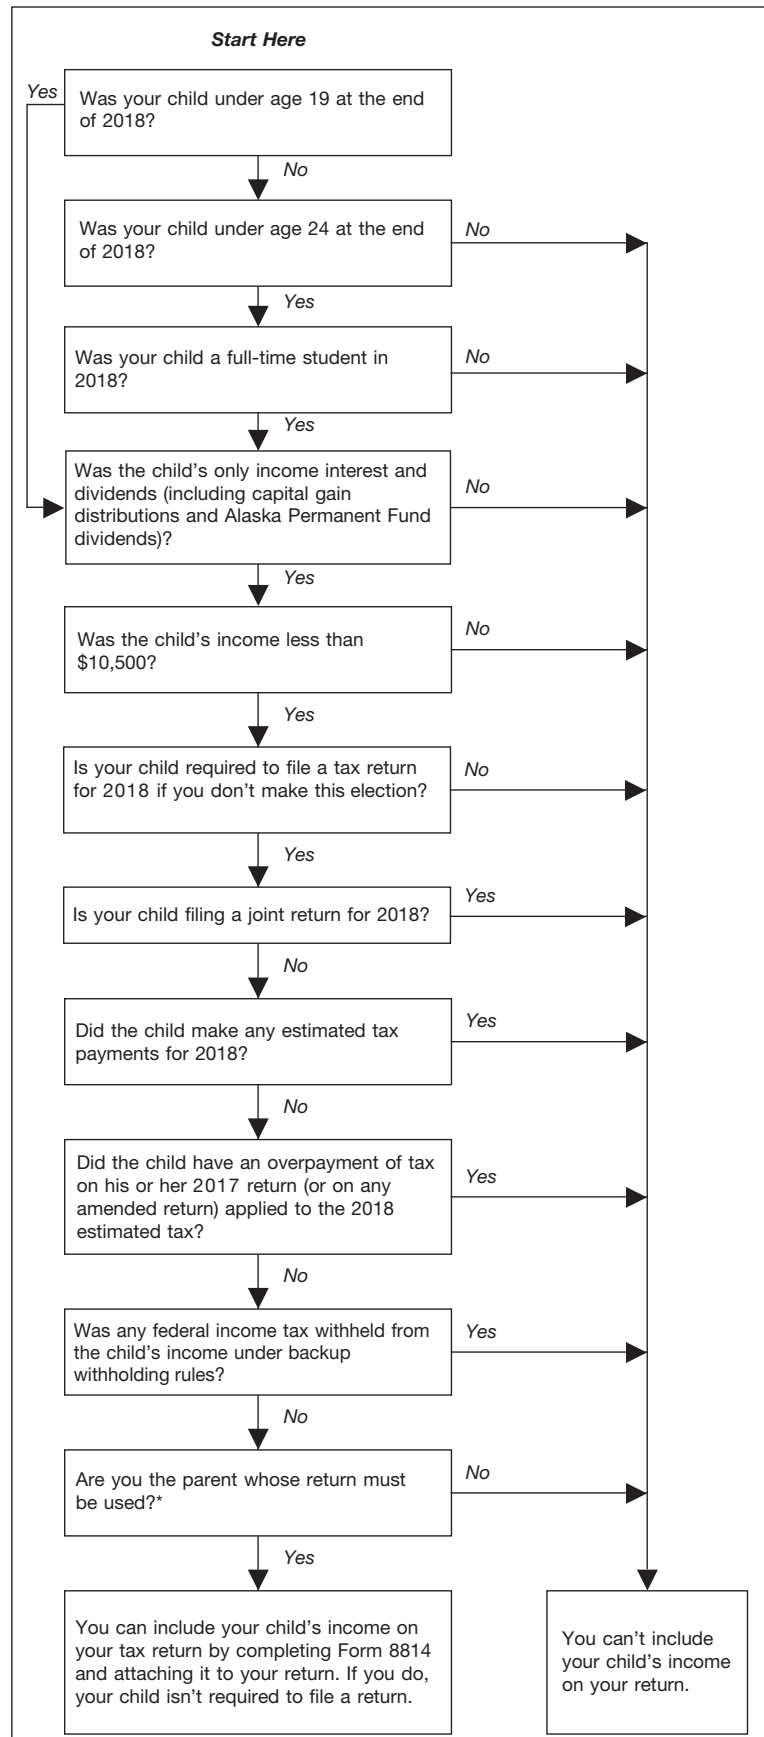 Start Here
Yes
Was your child under age 19 at the end
of 2018?
No
Was your child under age 24 at the end
of 2018?
No
Yes
Was your child a full-time student in
2018?
No
Yes
Was the child's only income interest and
dividends (including capital gain
distributions and Alaska Permanent Fund
dividends)?
No
Yes
Was the child's income less than
$10,500?
No
Yes
Is your child required to file a tax return
for 2018 if you don't make this election?
No
Yes
Is your child filing a joint return for 2018?
Yes
No
Did the child make any estimated tax
payments for 2018?
Yes
No
Did the child have an overpayment of tax
on his or her 2017 return (or on any
amended return) applied to the 2018
estimated tax?
Yes
No
Was any federal income tax withheld from
the child's income under backup
withholding rules?
Yes
No
Are you the parent whose return must
be used?*
No
Yes
You can include your child's income on
your tax return by completing Form 8814
and attaching it to your return. If you do,
your child isn't required to file a return.
You can't include
your child's income
on your return.